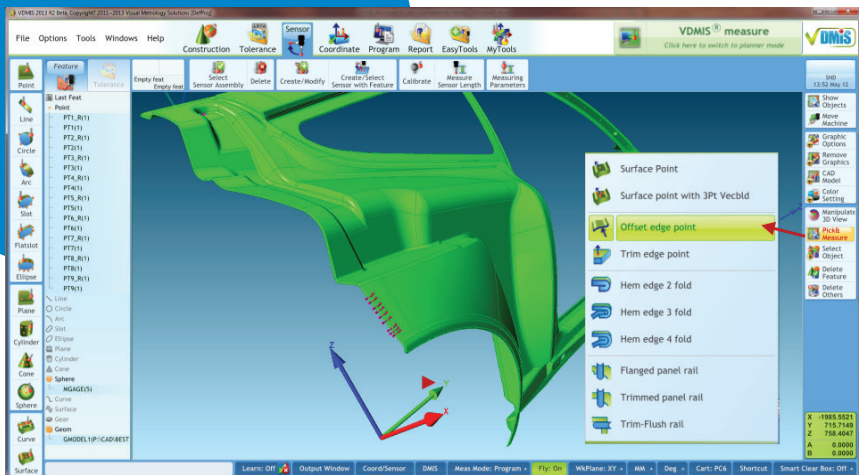 VDMIS 2013 R2 Beta, Copyright? 2011~2013 Visual Metrology Solutions [DefProj]
File Options Tools Windows Help
Construction
Tolerance
Sensor
Coordinate
Program
Report
EasyTools
MyTools
VDMIS® measure
Click here to switch to planner mode
VDMIS
Feature
Tolerance
Empty feat
Empty feat
Select
Sensor Assembly
Delete
Create/Modify
Create/Select
Sensor with Feature
Calibrate
Measure
Sensor Length
Measuring
Parameters
SHD
13:52 May 12
Point
Line
Circle
Arc
Slot
Flatslot
Ellipse
Plane
Cylinder
Cone
Sphere
Curve
Surface
Last Feat
Point
PT1_R(1)
PT1(1)
PT2_R(1)
PT2(1)
PT3_R(1)
PT3(1)
PT4_R(1)
PT4(1)
PT5_R(1)
PT5(1)
PT6_R(1)
PT6(1)
PT7_R(1)
PT7(1)
PT8_R(1)
PT8(1)
PT9_R(1)
PT9(1)
Line
Circle
Arc
Slot
Ellipse
Plane
Cylinder
Cone
Sphere
MGAGE(5)
Curve
Surface
Gear
Geom
GMODEL1(P:\CAD\BEST
Z
Y
X
Surface Point
Surface point with 3Pt Vecbld
Offset edge point
Trim edge point
Hem edge 2 fold
Hem edge 3 fold
Hem edge 4 fold
Flanged panel rail
Trimmed panel rail
Trim-Flush rail
Show
Objects
Move
Machine
Graphic
Options
Remove
Graphics
CAD
Model
Color
Setting
Manipulate
3D View
Pick&
Measure
Select
Object
Delete
Feature
Delete
Others
X -1985.5521
Y 715.7149
Z 758.4047
A 0.0000
B 0.0000
Learn: Off Output Window Coord/Sensor DMIS Meas Mode: Program Fly: On WkPlane: XY MM Deg Cart: PC6 Shortcut Smart Clear Box: Off